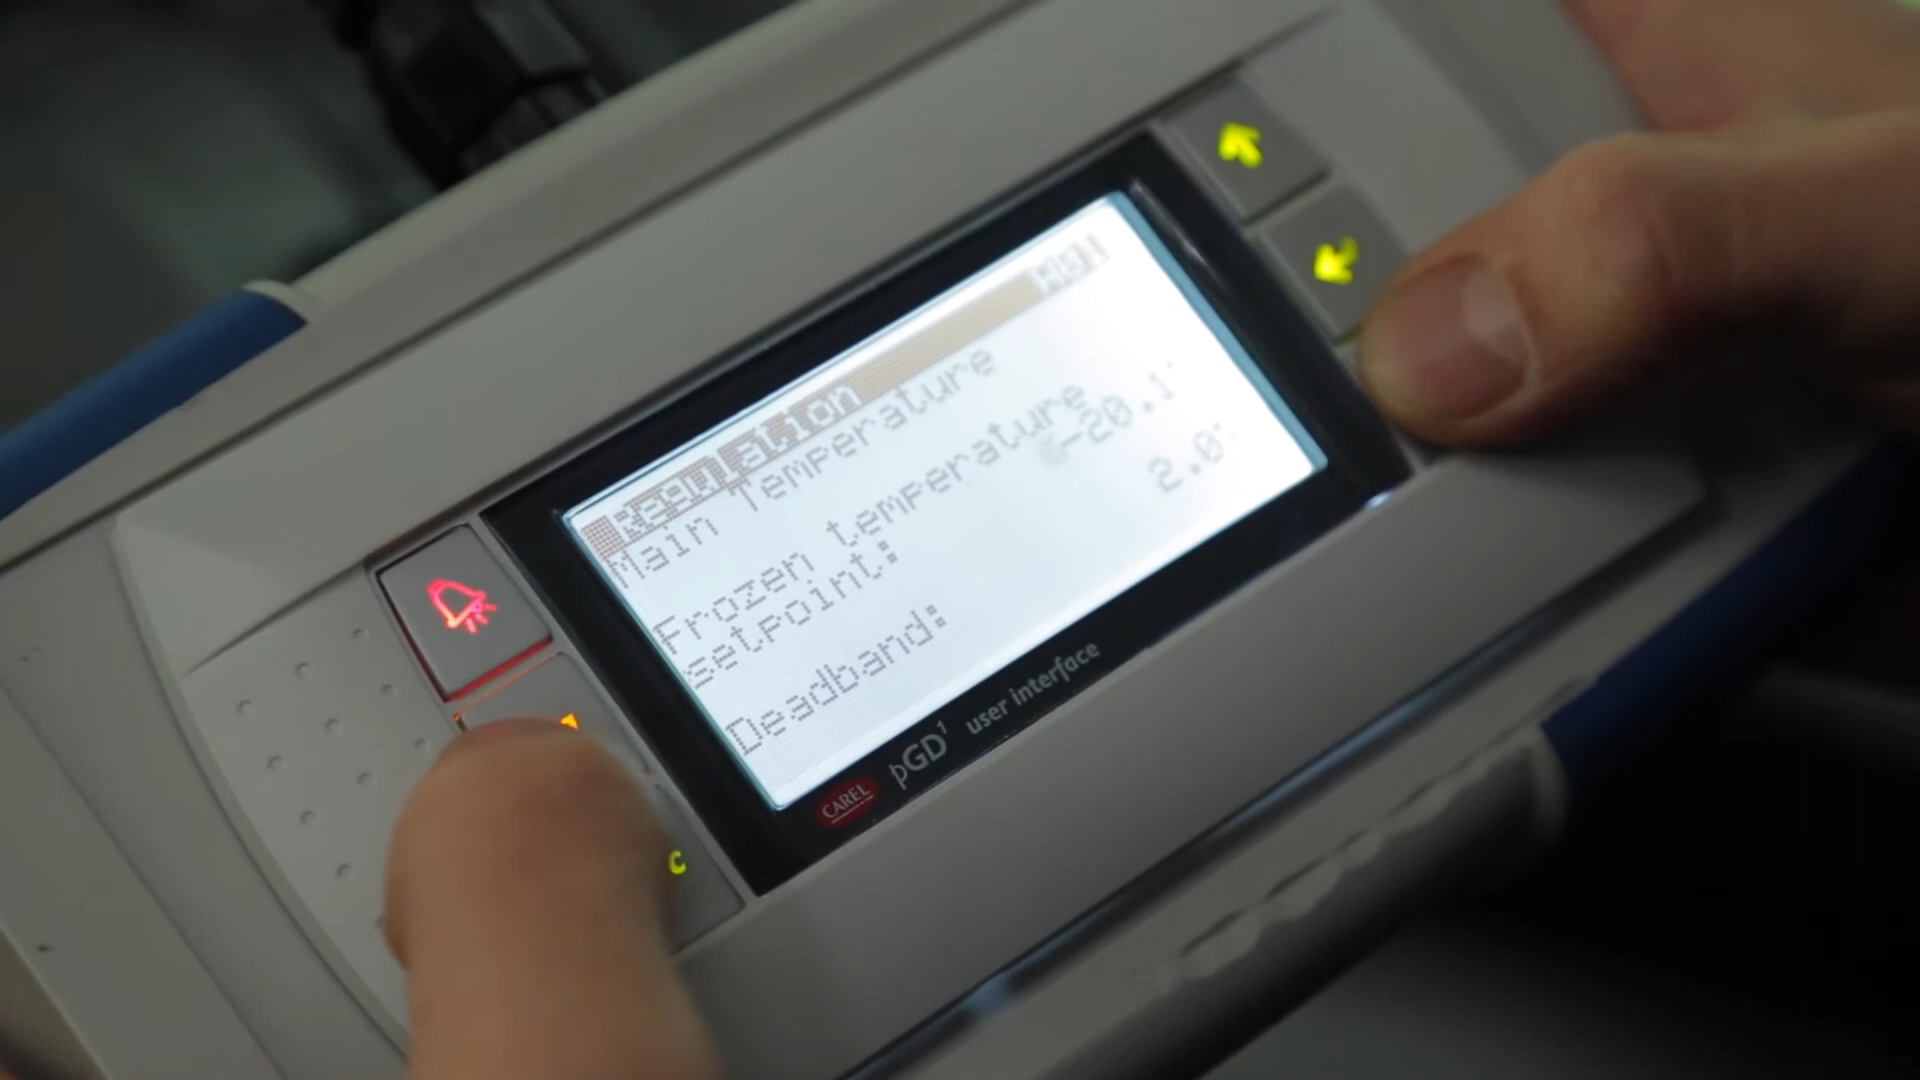 Regulation
Main Temperature
Frozen temperature
setpoint: -20.1°
Deadband: 2.0°
CAREL pGD1 user interface
C